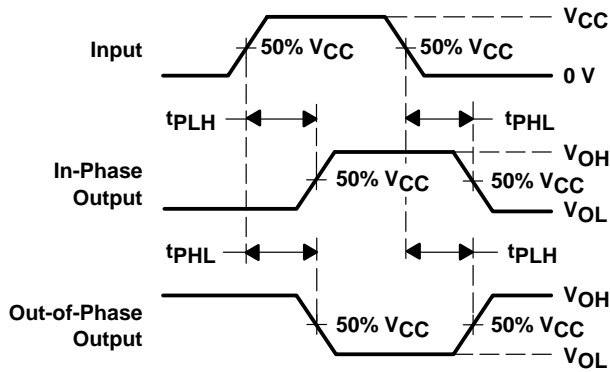 VCC
Input
50% VCC
50% VCC
0 V
tPLH
tPHL
VOH
In-Phase
Output
50% VCC
50% VCC
VOL
tPHL
tPLH
VOH
Out-of-Phase
Output
50% VCC
50% VCC
VOL